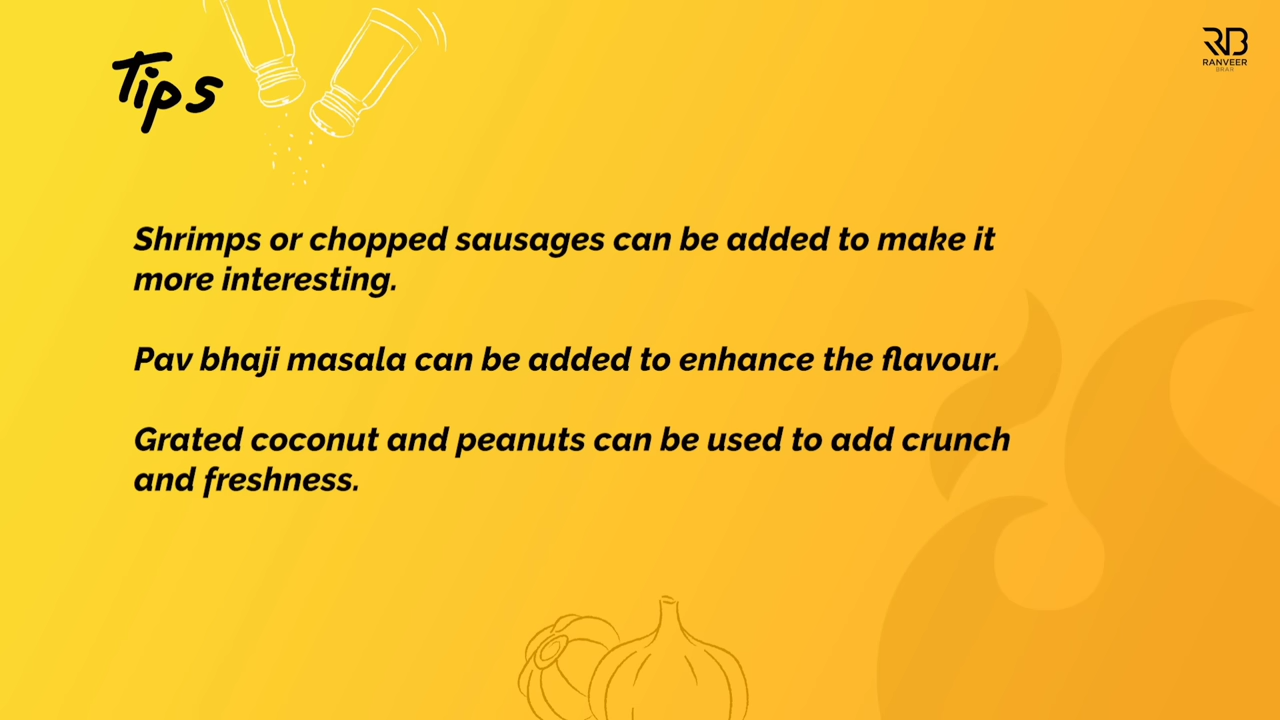 Tips
RB
RANVEER
BRAR
Shrimps or chopped sausages can be added to make it
more interesting.
Pav bhaji masala can be added to enhance the flavour.
Grated coconut and peanuts can be used to add crunch
and freshness.